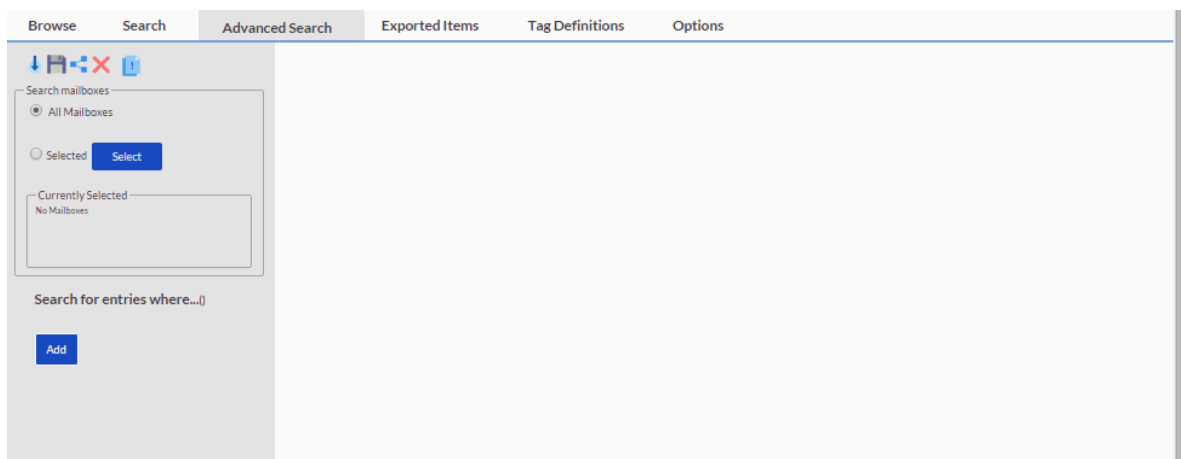 Browse Search Advanced Search Exported Items Tag Definitions Options
Search mailboxes
All Mailboxes
Selected Select
Currently Selected
No Mailboxes
Search for entries where...()
Add